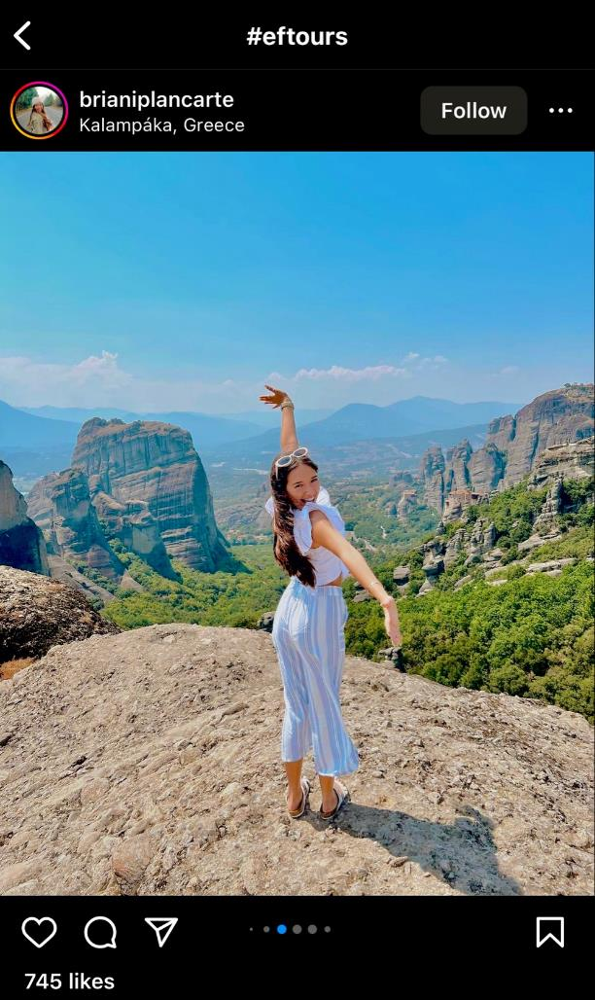 #eftours
brianiplancarte
Kalampáka, Greece
Follow
745 likes